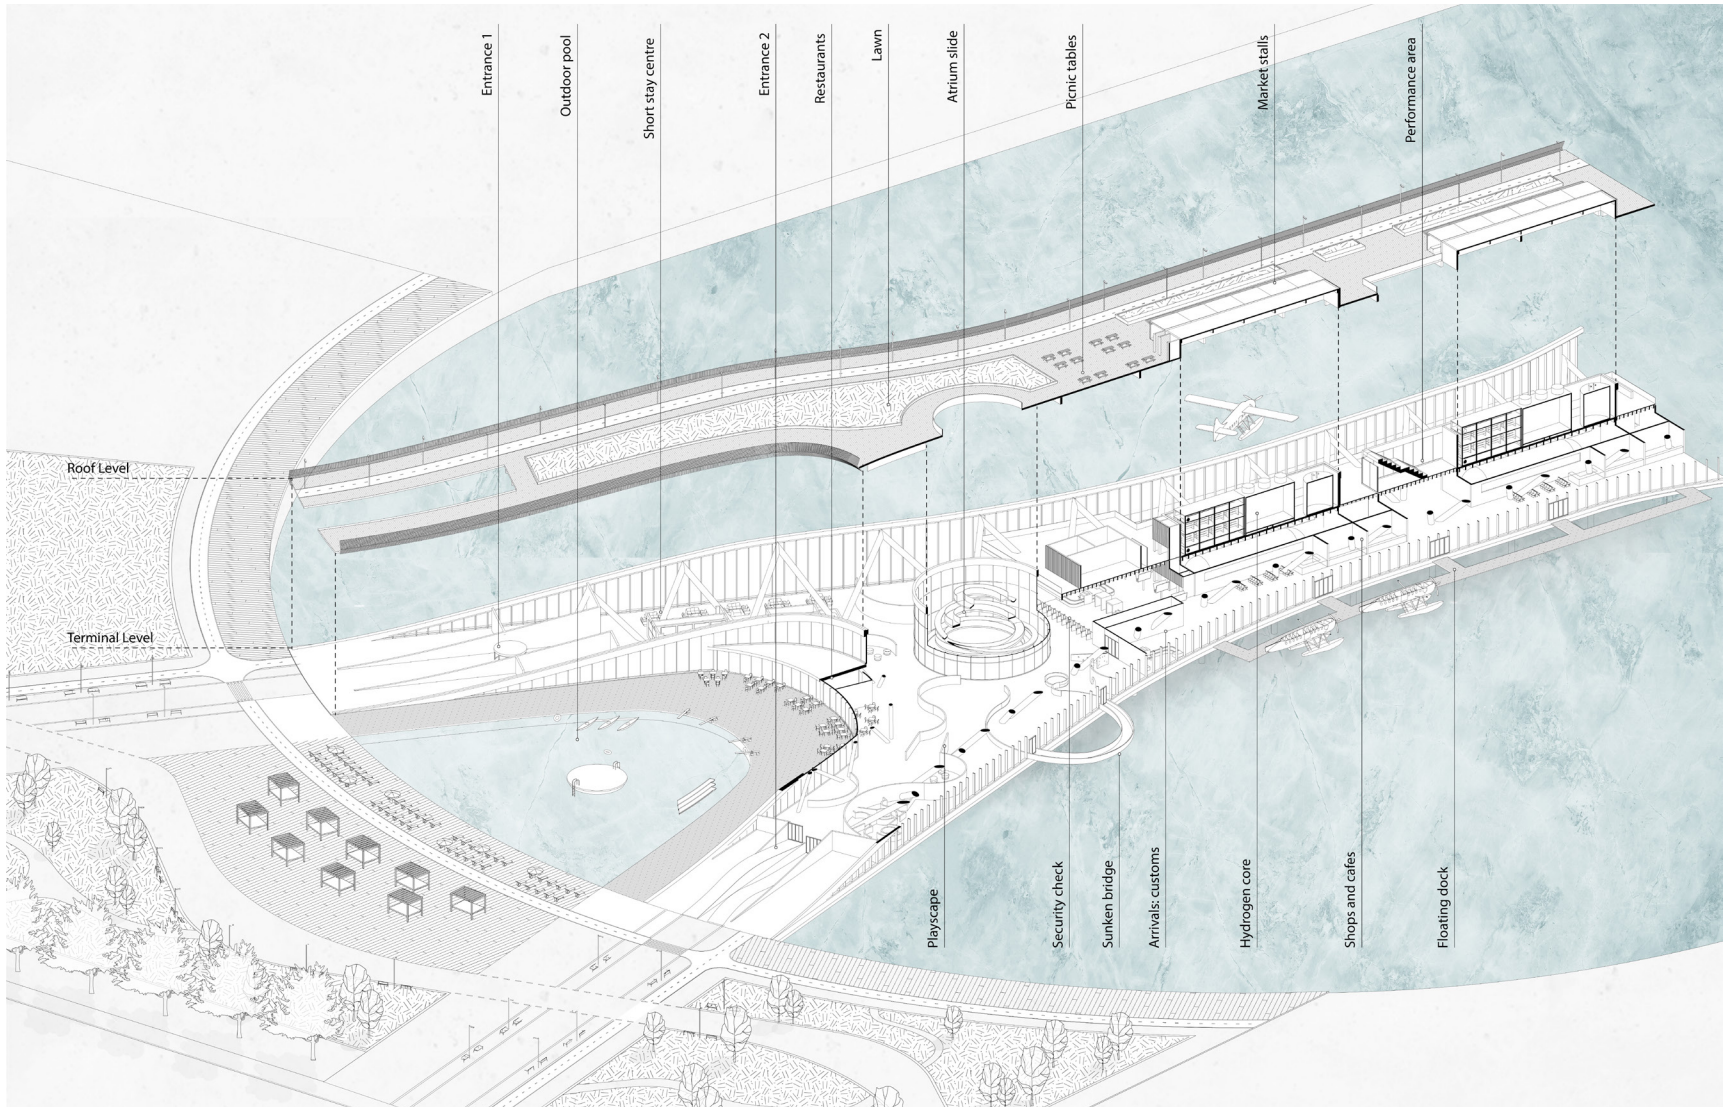 Entrance 1
Outdoor pool
Short stay centre
Entrance 2
Restaurants
Lawn
Atrium slide
Picnic tables
Market stalls
Performance area
Roof Level
Terminal Level
Playscape
Security check
Sunken bridge
Arrivals: customs
Hydrogen core
Shops and cafes
Floating dock